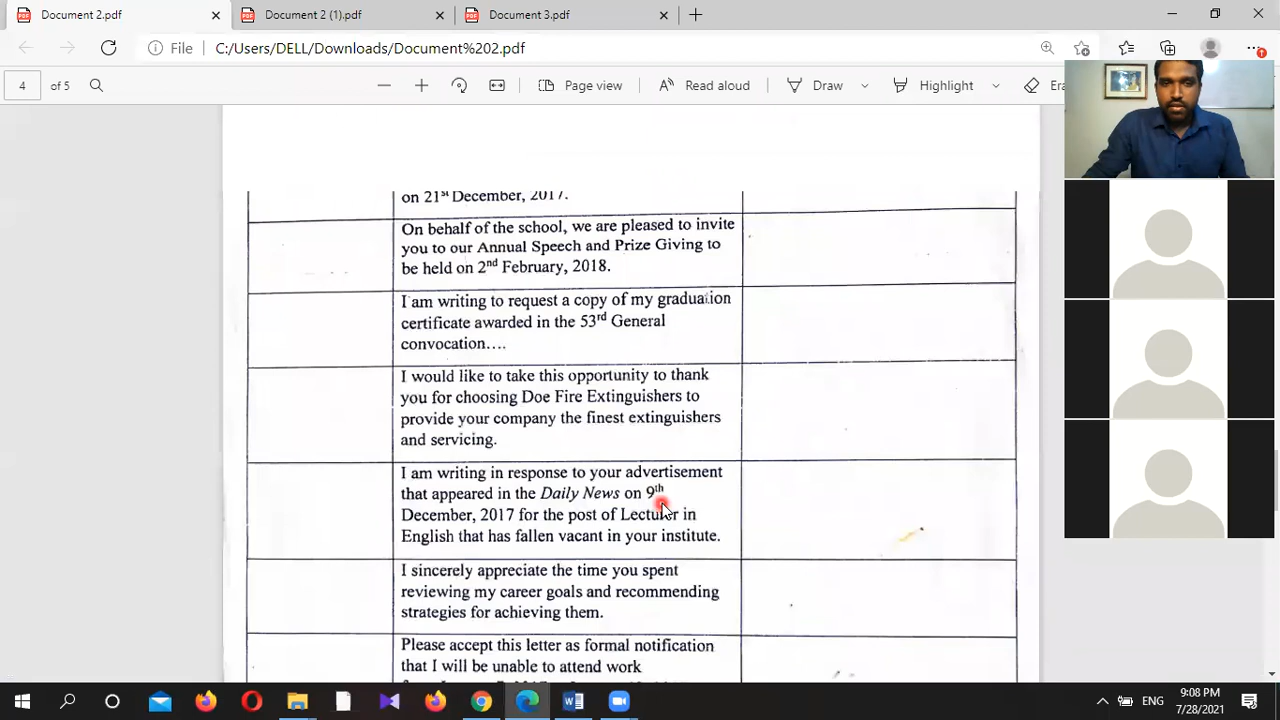 Document 2.pdf
Document 2 (1).pdf
Document 3.pdf
File
C:/Users/DELL/Downloads/Document%202.pdf
4 of 5
Page view
Read aloud
Draw
Highlight
Era
on 21st December, 2017.
On behalf of the school, we are pleased to invite
you to our Annual Speech and Prize Giving to
be held on 2nd February, 2018.
I am writing to request a copy of my graduation
certificate awarded in the 53rd General
convocation....
I would like to take this opportunity to thank
you for choosing Doe Fire Extinguishers to
provide your company the finest extinguishers
and servicing.
I am writing in response to your advertisement
that appeared in the Daily News on 9th
December, 2017 for the post of Lecturer in
English that has fallen vacant in your institute.
I sincerely appreciate the time you spent
reviewing my career goals and recommending
strategies for achieving them.
Please accept this letter as formal notification
that I will be unable to attend work
ENG
9:08 PM
7/28/2021